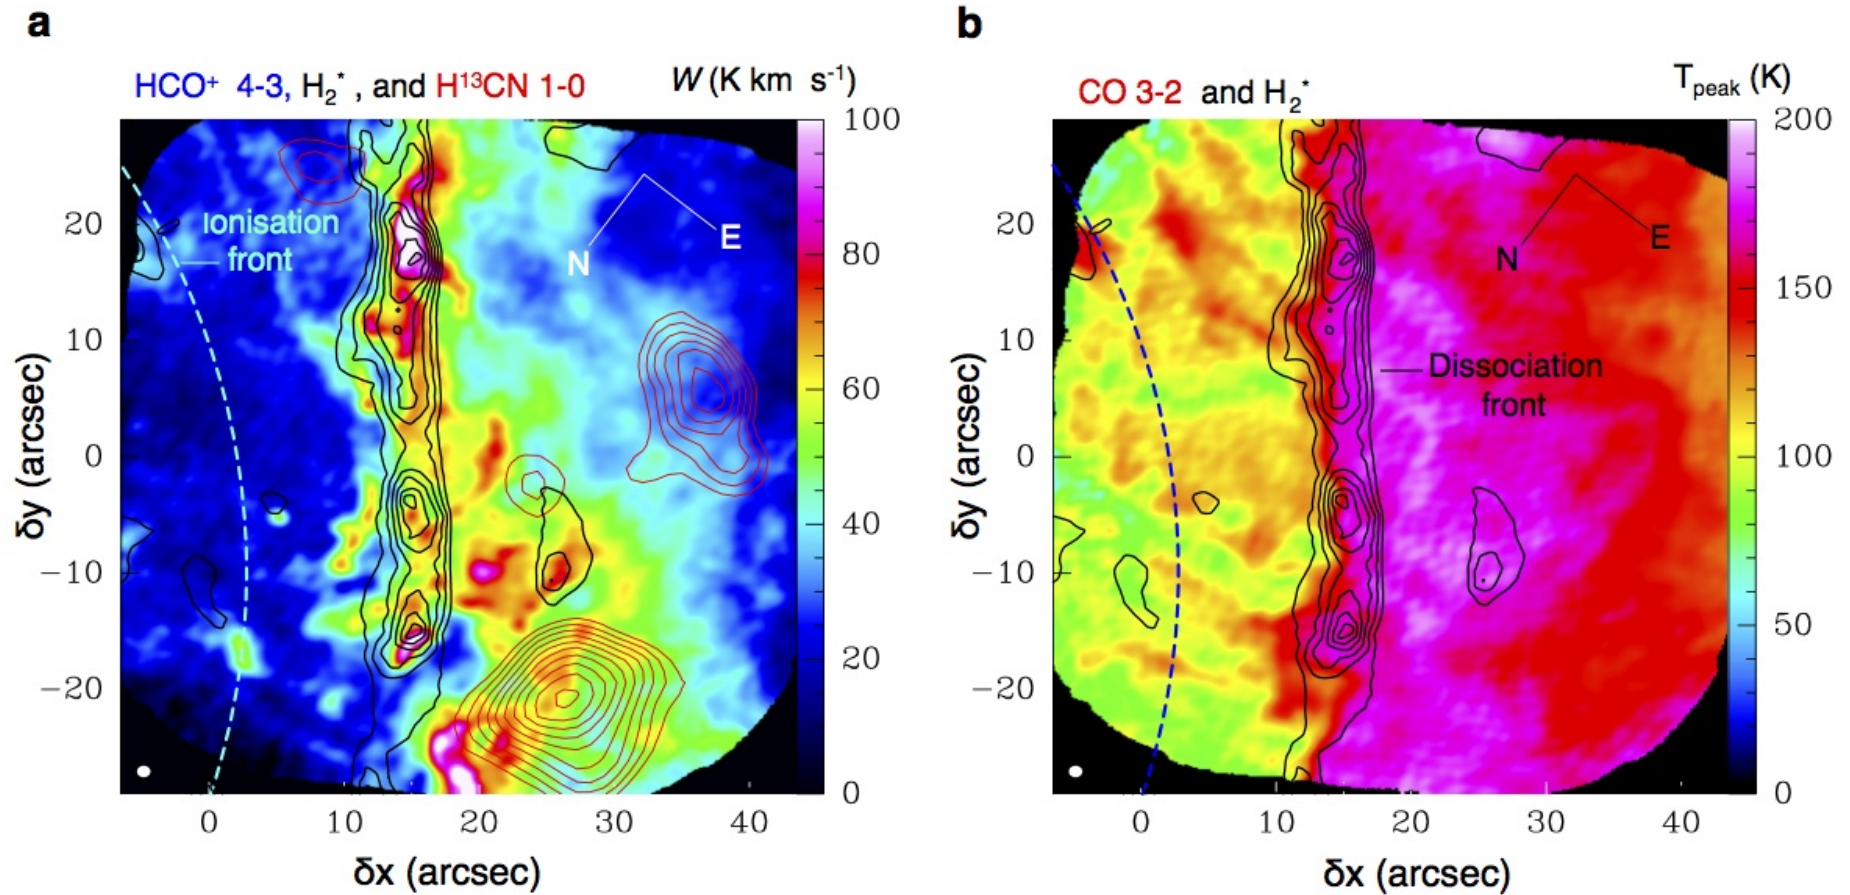 a
HCO⁺ 4-3, H₂*, and H¹³CN 1-0
W (K km s⁻¹)
Ionisation
front
N
E
20
10
0
−10
−20
δy (arcsec)
0
10
20
30
40
δx (arcsec)
100
80
60
40
20
0
b
CO 3-2 and H₂*
Tpeak (K)
N
E
Dissociation
front
20
10
0
−10
−20
δy (arcsec)
0
10
20
30
40
δx (arcsec)
200
150
100
50
0